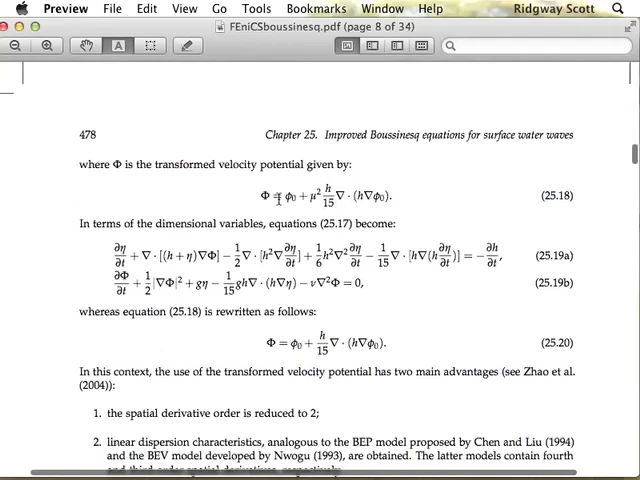 Preview File Edit View Go Tools Bookmarks Window Help Ridgway Scott
FEniCSboussinesq.pdf (page 8 of 34)
478 Chapter 25. Improved Boussinesq equations for surface water waves
where Φ is the transformed velocity potential given by:
Φ = ϕ₀ + μ² h/15 ∇ · (h∇ϕ₀). (25.18)
In terms of the dimensional variables, equations (25.17) become:
∂η/∂t + ∇ · [(h + η)∇Φ] − 1/2 ∇ · [h²∇ ∂η/∂t] + 1/6 h²∇² ∂η/∂t − 1/15 ∇ · [h∇(h ∂η/∂t)] = − ∂h/∂t, (25.19a)
∂Φ/∂t + 1/2 |∇Φ|² + gη − 1/15 gh∇ · (h∇η) − ν∇²Φ = 0, (25.19b)
whereas equation (25.18) is rewritten as follows:
Φ = ϕ₀ + h/15 ∇ · (h∇ϕ₀). (25.20)
In this context, the use of the transformed velocity potential has two main advantages (see Zhao et al.
(2004)):
1. the spatial derivative order is reduced to 2;
2. linear dispersion characteristics, analogous to the BEP model proposed by Chen and Liu (1994)
and the BEV model developed by Nwogu (1993), are obtained. The latter models contain fourth
and third order spatial derivatives, respectively.